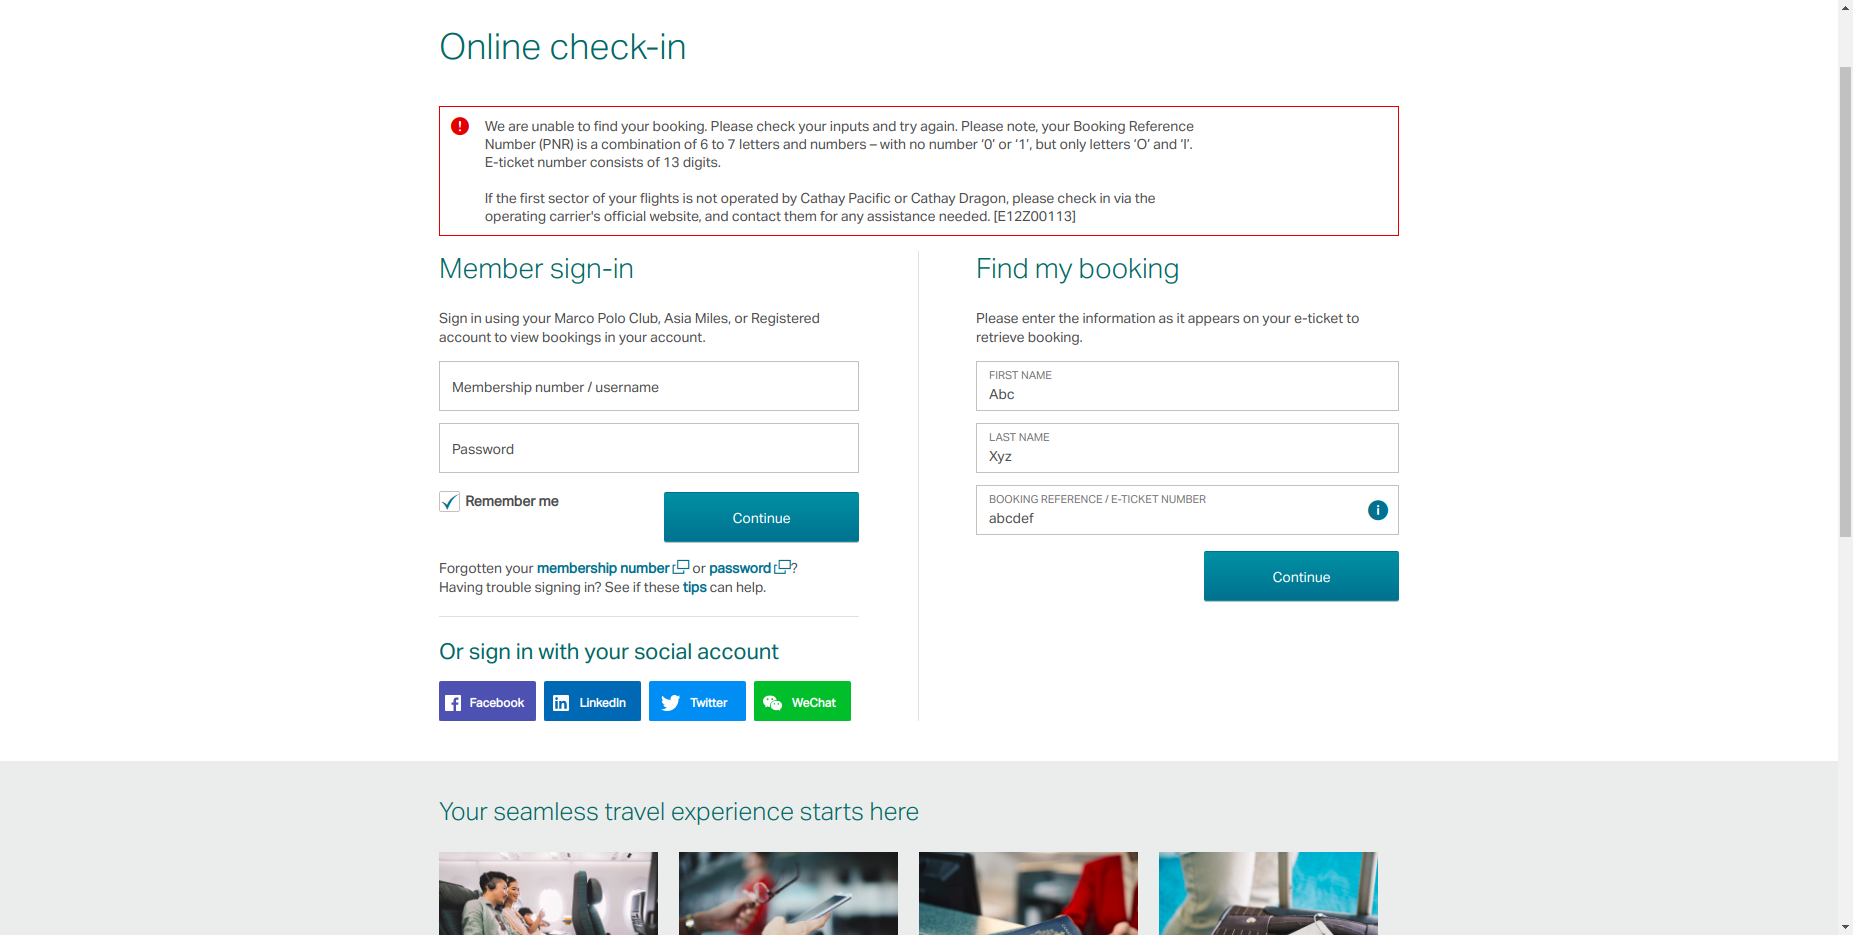 Online check-in
We are unable to find your booking. Please check your inputs and try again. Please note, your Booking Reference
Number (PNR) is a combination of 6 to 7 letters and numbers – with no number ‘0’ or ‘1’, but only letters ‘O’ and ‘I’.
E-ticket number consists of 13 digits.
If the first sector of your flights is not operated by Cathay Pacific or Cathay Dragon, please check in via the
operating carrier's official website, and contact them for any assistance needed. [E12Z00113]
Member sign-in
Sign in using your Marco Polo Club, Asia Miles, or Registered
account to view bookings in your account.
Membership number / username
Password
Remember me
Continue
Forgotten your membership number or password ?
Having trouble signing in? See if these tips can help.
Or sign in with your social account
Facebook
LinkedIn
Twitter
WeChat
Find my booking
Please enter the information as it appears on your e-ticket to
retrieve booking.
FIRST NAME
Abc
LAST NAME
Xyz
BOOKING REFERENCE / E-TICKET NUMBER
abcdef
Continue
Your seamless travel experience starts here